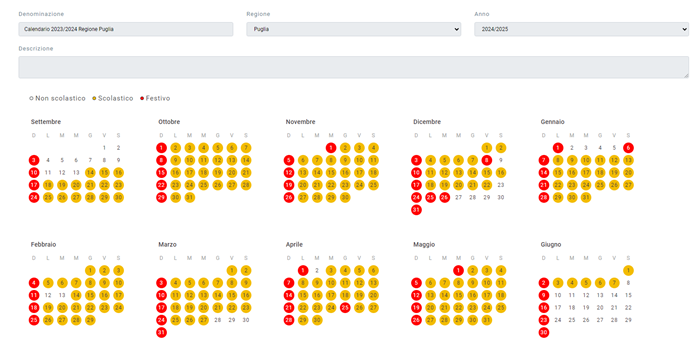 Denominazione
Calendario 2023/2024 Regione Puglia
Regione
Puglia
Anno
2024/2025
Descrizione
Non scolastico Scolastico Festivo
Settembre
D L M M G V S
1 2
3 4 5 6 7 8 9
10 11 12 13 14 15 16
17 18 19 20 21 22 23
24 25 26 27 28 29 30
Ottobre
D L M M G V S
1 2 3 4 5 6 7
8 9 10 11 12 13 14
15 16 17 18 19 20 21
22 23 24 25 26 27 28
29 30 31
Novembre
D L M M G V S
1 2 3 4
5 6 7 8 9 10 11
12 13 14 15 16 17 18
19 20 21 22 23 24 25
26 27 28 29 30
Dicembre
D L M M G V S
1 2
3 4 5 6 7 8 9
10 11 12 13 14 15 16
17 18 19 20 21 22 23
24 25 26 27 28 29 30
31
Gennaio
D L M M G V S
1 2 3 4 5 6
7 8 9 10 11 12 13
14 15 16 17 18 19 20
21 22 23 24 25 26 27
28 29 30 31
Febbraio
D L M M G V S
1 2 3
4 5 6 7 8 9 10
11 12 13 14 15 16 17
18 19 20 21 22 23 24
25 26 27 28 29
Marzo
D L M M G V S
1 2
3 4 5 6 7 8 9
10 11 12 13 14 15 16
17 18 19 20 21 22 23
24 25 26 27 28 29 30
31
Aprile
D L M M G V S
1 2 3 4 5 6
7 8 9 10 11 12 13
14 15 16 17 18 19 20
21 22 23 24 25 26 27
28 29 30
Maggio
D L M M G V S
1 2 3 4
5 6 7 8 9 10 11
12 13 14 15 16 17 18
19 20 21 22 23 24 25
26 27 28 29 30 31
Giugno
D L M M G V S
1
2 3 4 5 6 7 8
9 10 11 12 13 14 15
16 17 18 19 20 21 22
23 24 25 26 27 28 29
30